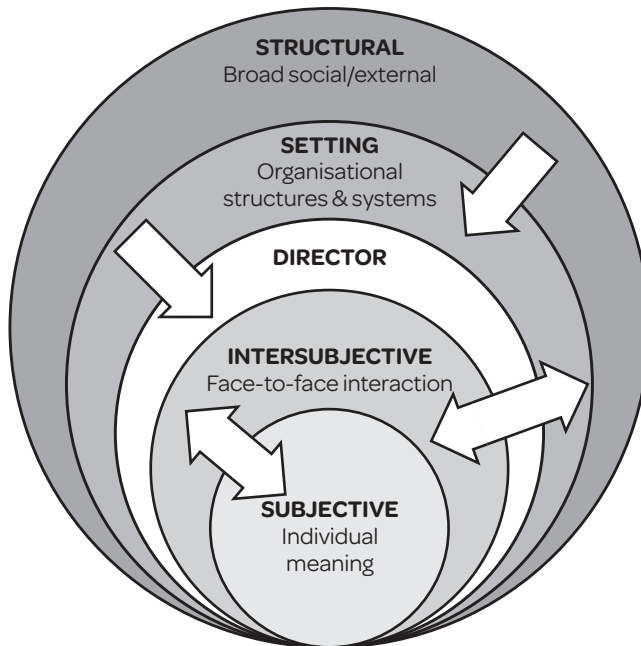 STRUCTURAL
Broad social/external
SETTING
Organisational
structures & systems
DIRECTOR
INTERSUBJECTIVE
Face-to-face interaction
SUBJECTIVE
Individual
meaning